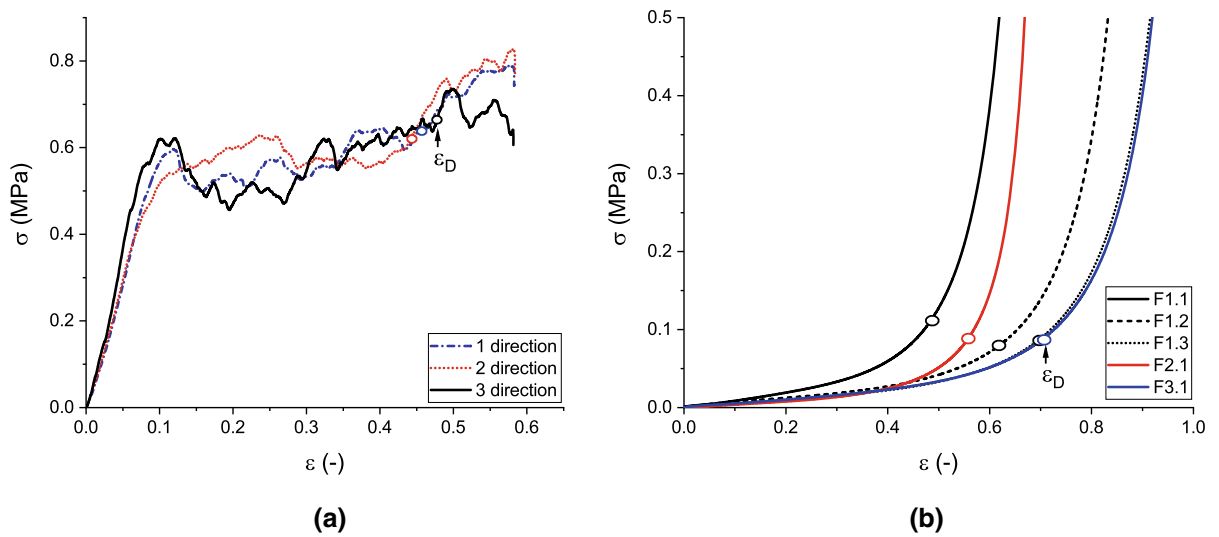 0.8
0.6
0.4
0.2
0.0
σ (MPa)
ε_D
1 direction
2 direction
3 direction
0.0 0.1 0.2 0.3 0.4 0.5 0.6
ε (-)
(a)
0.5
0.4
0.3
0.2
0.1
0.0
σ (MPa)
ε_D
F1.1
F1.2
F1.3
F2.1
F3.1
0.0 0.2 0.4 0.6 0.8 1.0
ε (-)
(b)